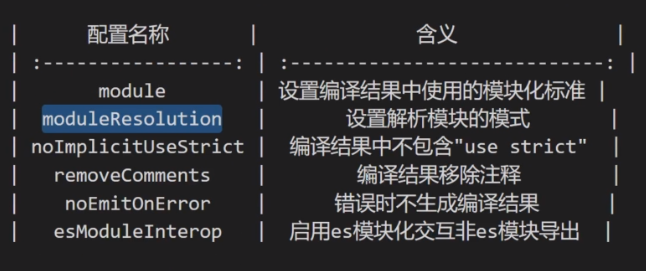 | 配置名称 | 含义 |
| :----------------: | :---------------------------: |
| module | 设置编译结果中使用的模块化标准 |
| moduleResolution | 设置解析模块的模式 |
| noImplicitUseStrict | 编译结果中不包含"use strict" |
| removeComments | 编译结果移除注释 |
| noEmitOnError | 错误时不生成编译结果 |
| esModuleInterop | 启用es模块化交互非es模块导出 |